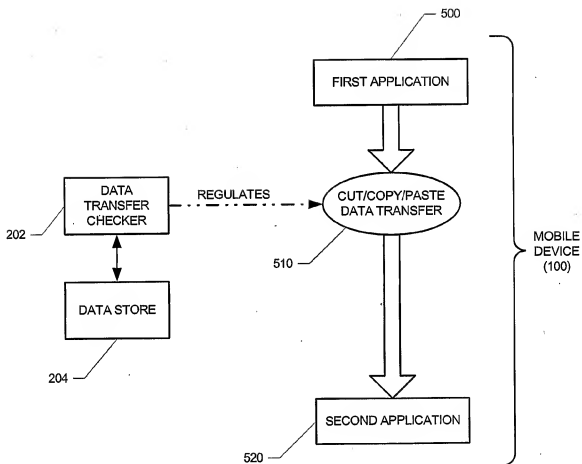 500
FIRST APPLICATION
DATA
TRANSFER
CHECKER
REGULATES
CUT/COPY/PASTE
DATA TRANSFER
202
510
MOBILE
DEVICE
(100)
DATA STORE
204
SECOND APPLICATION
520